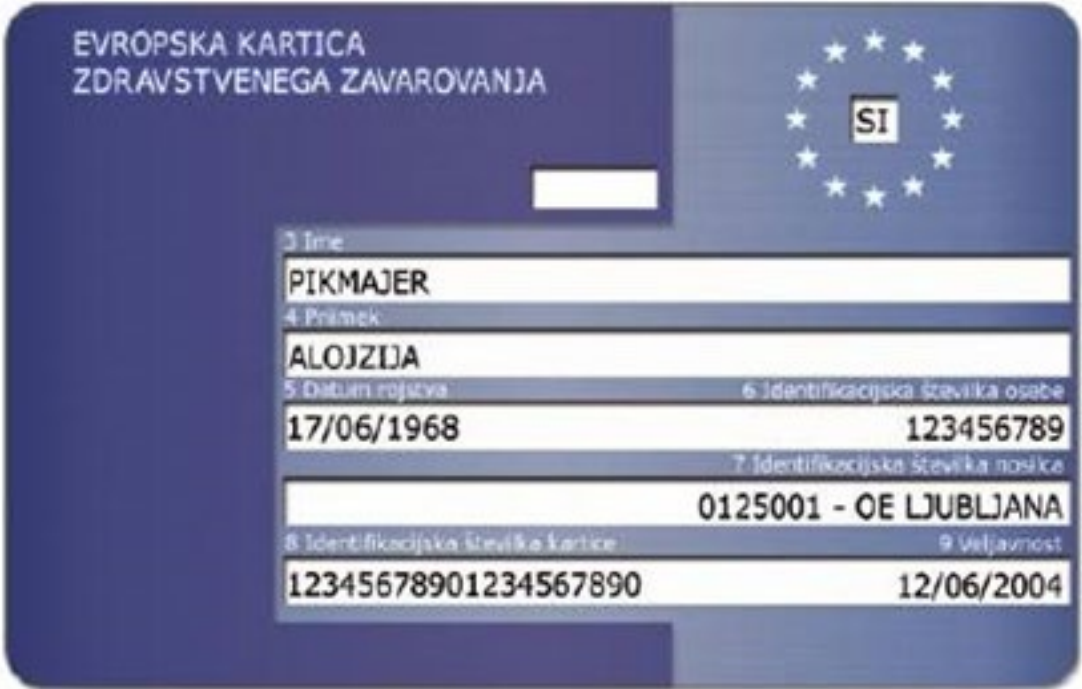 EVROPSKA KARTICA
ZDRAVSTVENEGA ZAVAROVANJA
SI
3 Ime
PIKMAJER
4 Priimek
ALOJZIJA
5 Datum rojstva 6 Identifikacijska številka osebe
17/06/1968 123456789
7 Identifikacijska številka nosilca
0125001 - OE LJUBLJANA
8 Identifikacijska številka kartice 9 Veljavnost
12345678901234567890 12/06/2004